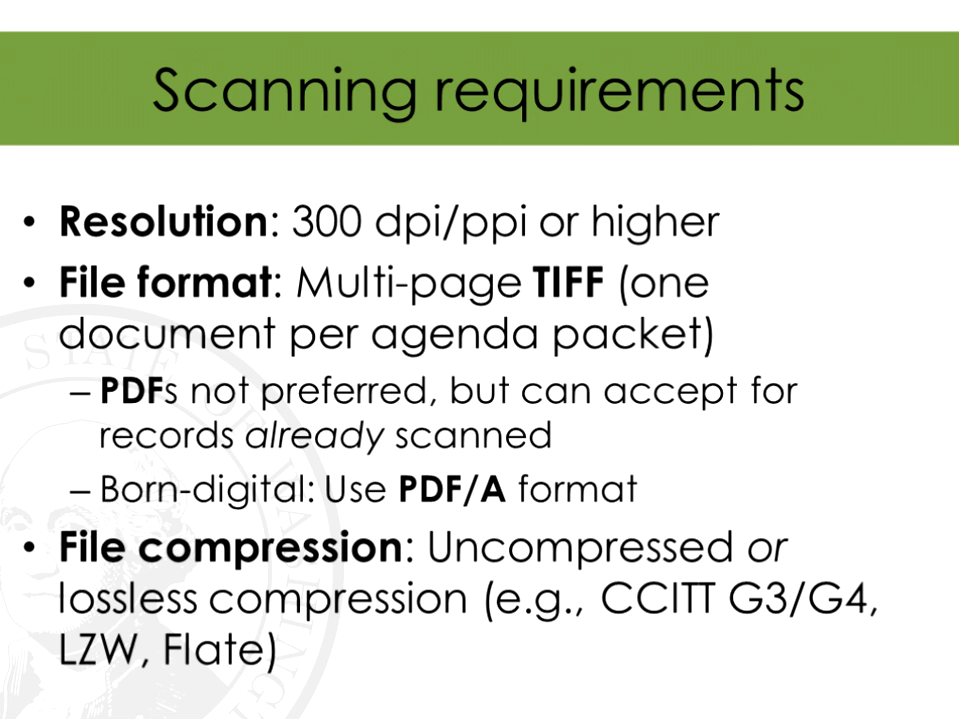 Scanning requirements
• Resolution: 300 dpi/ppi or higher
• File format: Multi-page TIFF (one
document per agenda packet)
– PDFs not preferred, but can accept for
records already scanned
– Born-digital: Use PDF/A format
• File compression: Uncompressed or
lossless compression (e.g., CCITT G3/G4,
LZW, Flate)